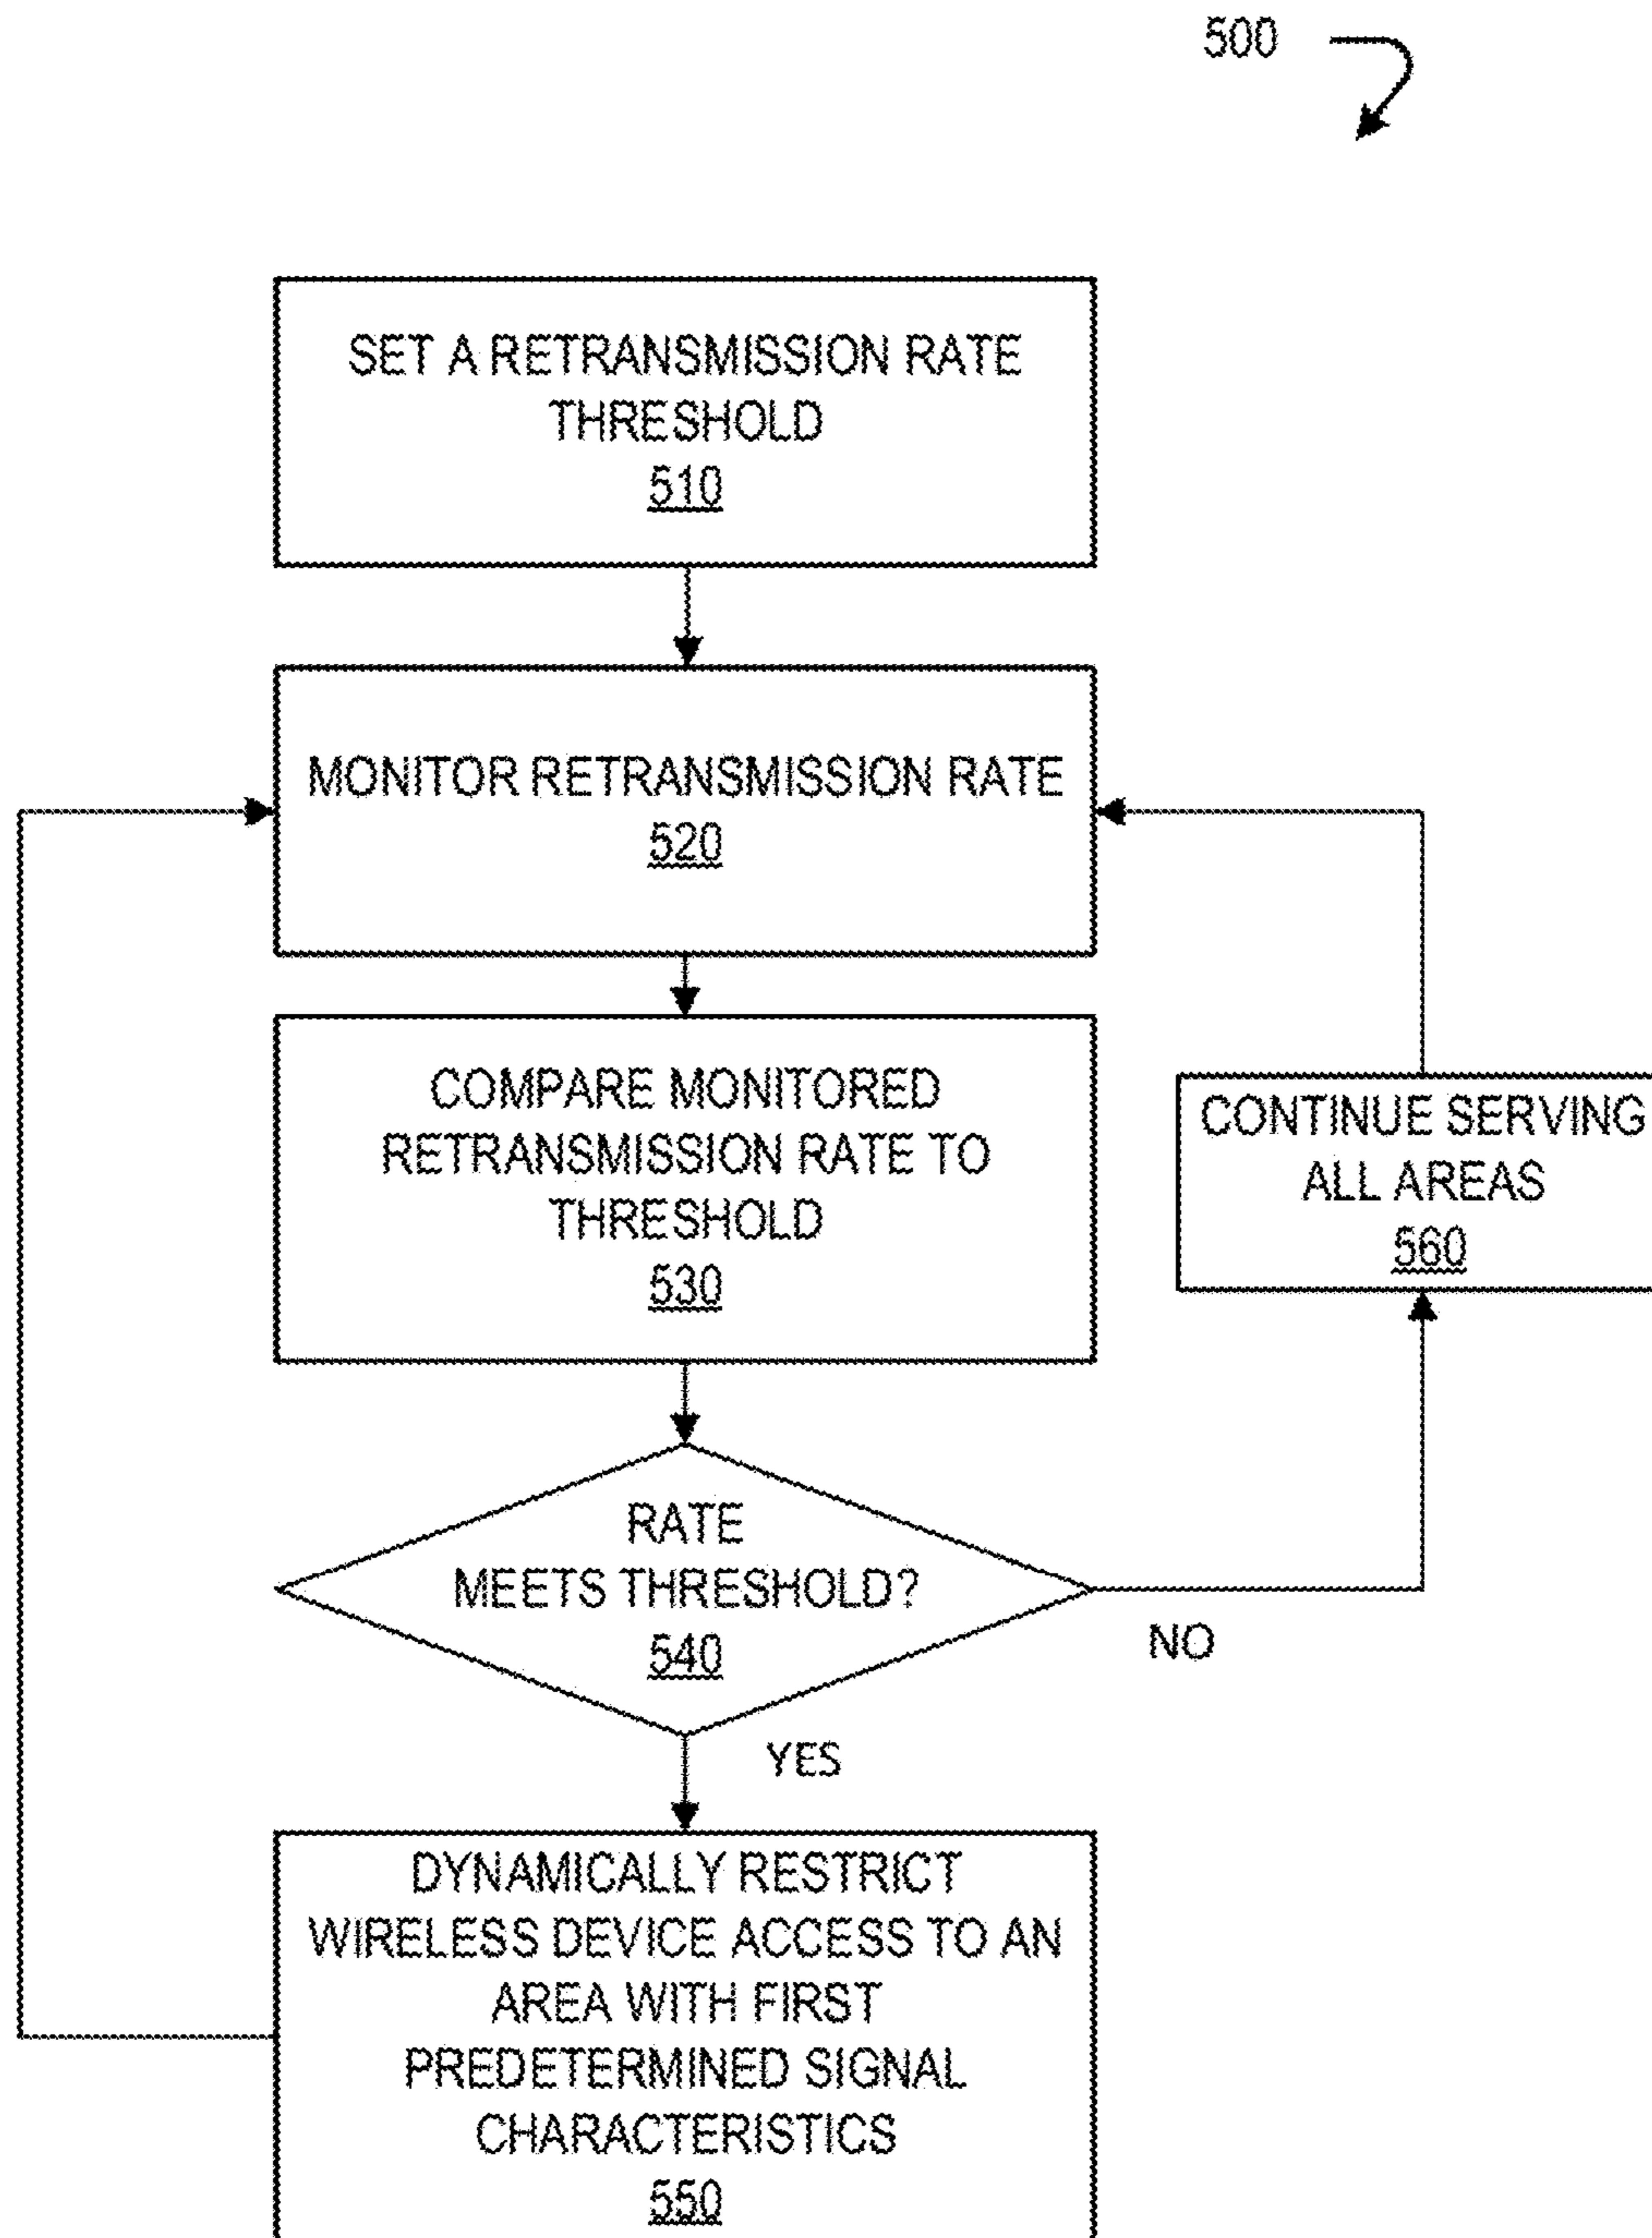 500
SET A RETRANSMISSION RATE
THRESHOLD
510
MONITOR RETRANSMISSION RATE
520
COMPARE MONITORED
RETRANSMISSION RATE TO
THRESHOLD
530
CONTINUE SERVING
ALL AREAS
560
RATE
MEETS THRESHOLD?
540
NO
YES
DYNAMICALLY RESTRICT
WIRELESS DEVICE ACCESS TO AN
AREA WITH FIRST
PREDETERMINED SIGNAL
CHARACTERISTICS
550